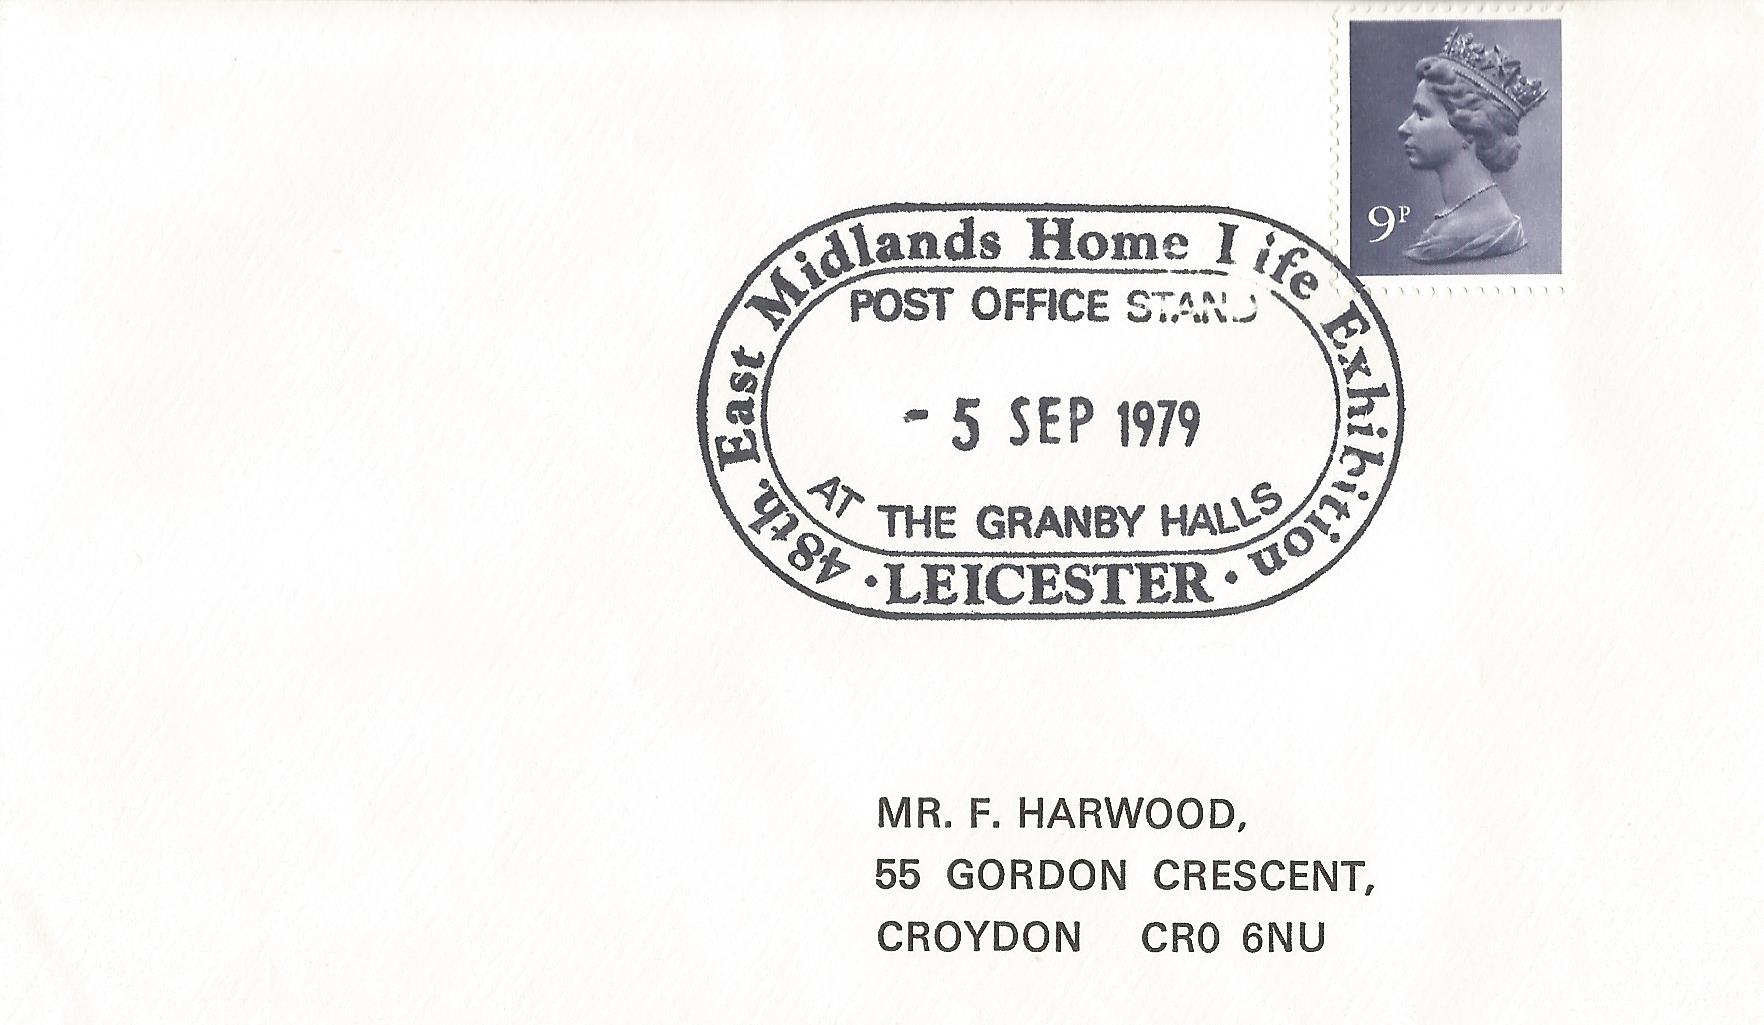 9P
48th. East Midlands Home Life Exhibition
POST OFFICE STAND
- 5 SEP 1979
AT THE GRANBY HALLS
· LEICESTER ·
MR. F. HARWOOD,
55 GORDON CRESCENT,
CROYDON CR0 6NU